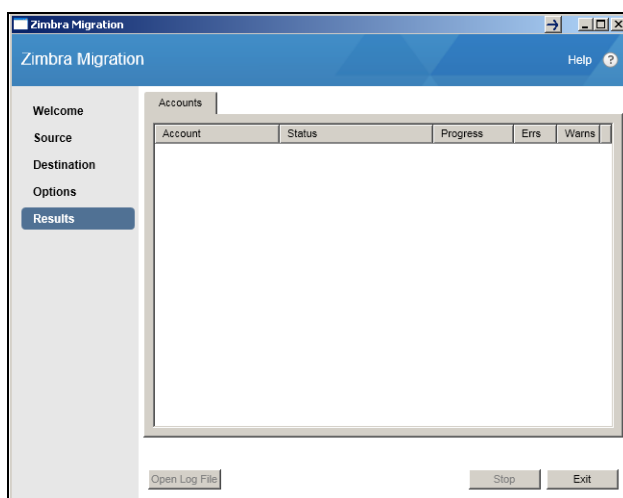 Zimbra Migration
Zimbra Migration
Help ?
Welcome
Source
Destination
Options
Results
Accounts
Account Status Progress Errs Warns
Open Log File Stop Exit